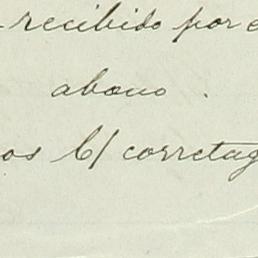 recibido por e
abono.
os C/ corretag